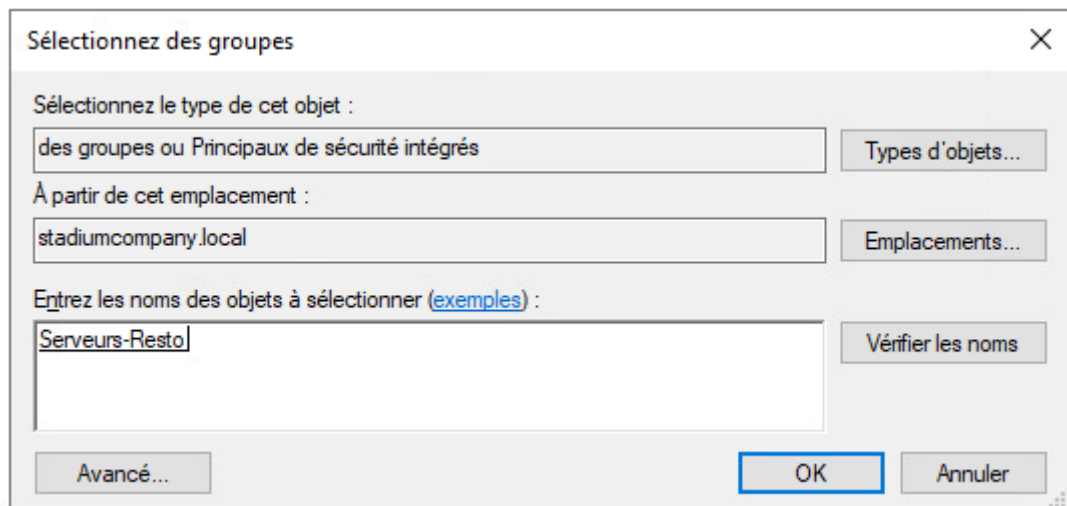 Sélectionnez des groupes
Sélectionnez le type de cet objet :
des groupes ou Principaux de sécurité intégrés
Types d'objets...
À partir de cet emplacement :
stadiumcompany.local
Emplacements...
Entrez les noms des objets à sélectionner (exemples) :
Serveurs-Resto
Vérifier les noms
Avancé...
OK
Annuler